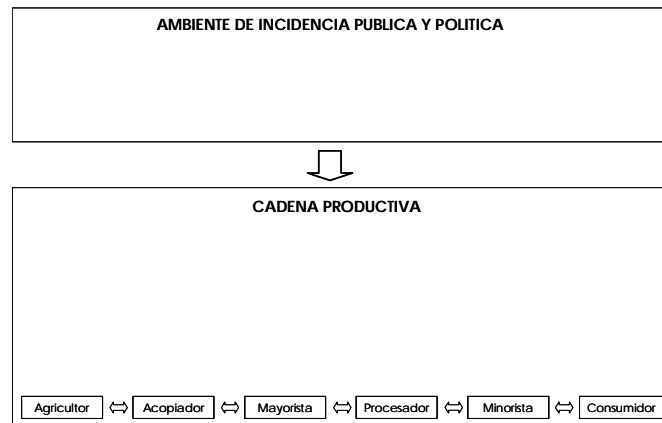 AMBIENTE DE INCIDENCIA PUBLICA Y POLITICA
CADENA PRODUCTIVA
Agricultor Acopiador Mayorista Procesador Minorista Consumidor